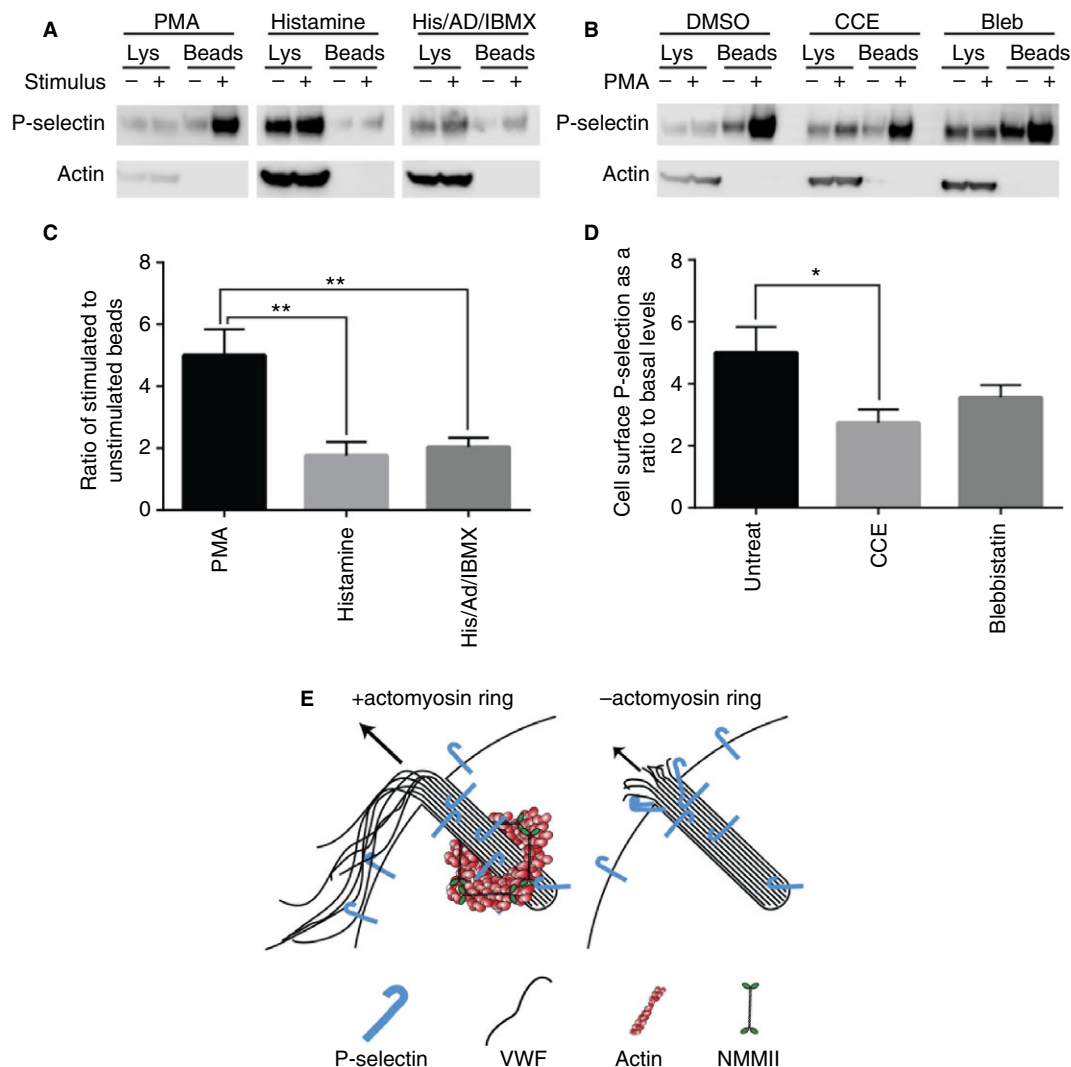 A
PMA Histamine His/AD/IBMX
Lys Beads Lys Beads Lys Beads
Stimulus − + − + − + − + − + − +
P-selectin
Actin
B
DMSO CCE Bleb
Lys Beads Lys Beads Lys Beads
PMA − + − + − + − + − + − +
P-selectin
Actin
C
Ratio of stimulated to
unstimulated beads
8
6
4
2
0
**
**
PMA
Histamine
His/Ad/IBMX
D
Cell surface P-selection as a
ratio to basal levels
8
6
4
2
0
*
Untreat
CCE
Blebbistatin
E
+actomyosin ring
−actomyosin ring
P-selectin
VWF
Actin
NMMII